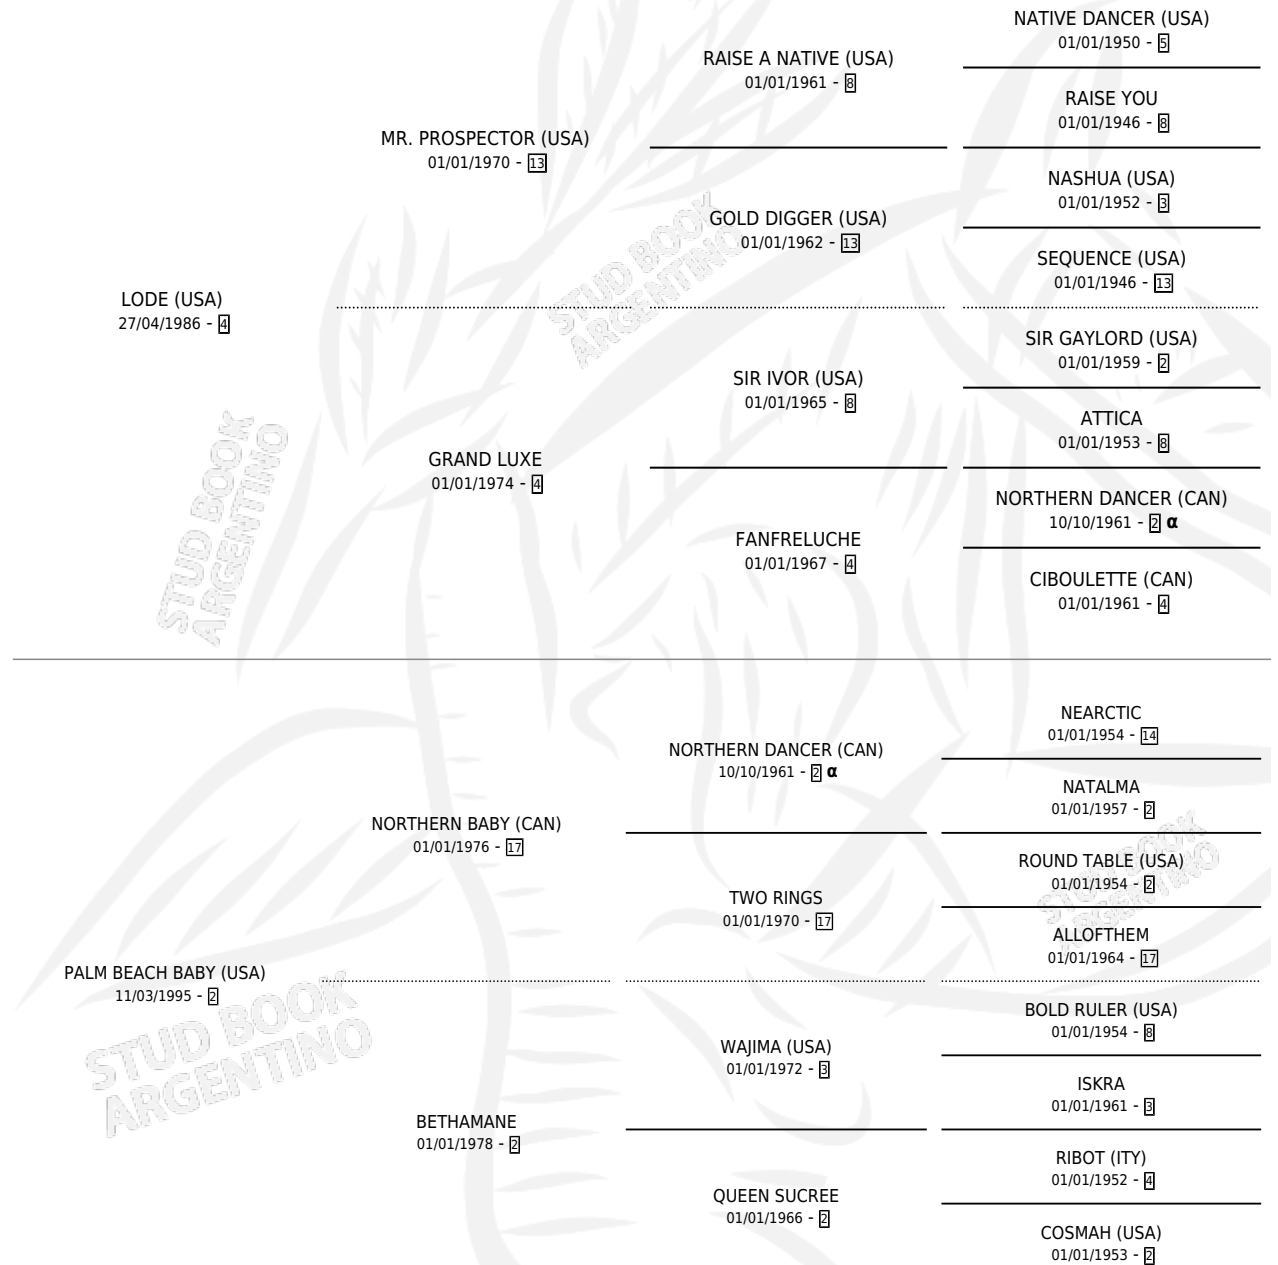 NATIVE DANCER (USA)
01/01/1950 - 5
RAISE A NATIVE (USA)
01/01/1961 - 8
RAISE YOU
01/01/1946 - 8
MR. PROSPECTOR (USA)
01/01/1970 - 13
NASHUA (USA)
01/01/1952 - 3
GOLD DIGGER (USA)
01/01/1962 - 13
SEQUENCE (USA)
01/01/1946 - 13
LODE (USA)
27/04/1986 - 4
SIR GAYLORD (USA)
01/01/1959 - 2
SIR IVOR (USA)
01/01/1965 - 8
ATTICA
01/01/1953 - 8
GRAND LUXE
01/01/1974 - 4
NORTHERN DANCER (CAN)
10/10/1961 - 2 α
FANFRELUCHE
01/01/1967 - 4
CIBOULETTE (CAN)
01/01/1961 - 4
NEARCTIC
01/01/1954 - 14
NORTHERN DANCER (CAN)
10/10/1961 - 2 α
NATALMA
01/01/1957 - 2
NORTHERN BABY (CAN)
01/01/1976 - 17
ROUND TABLE (USA)
01/01/1954 - 2
TWO RINGS
01/01/1970 - 17
ALLOFTHEM
01/01/1964 - 17
PALM BEACH BABY (USA)
11/03/1995 - 2
BOLD RULER (USA)
01/01/1954 - 8
WAJIMA (USA)
01/01/1972 - 3
ISKRA
01/01/1961 - 3
BETHAMANE
01/01/1978 - 2
RIBOT (ITY)
01/01/1952 - 4
QUEEN SUCREE
01/01/1966 - 2
COSMAH (USA)
01/01/1953 - 2
STUD BOOK
ARGENTINO
STUD BOOK
ARGENTINO
STUD BOOK
ARGENTINO
STUD BOOK
ARGENTINO